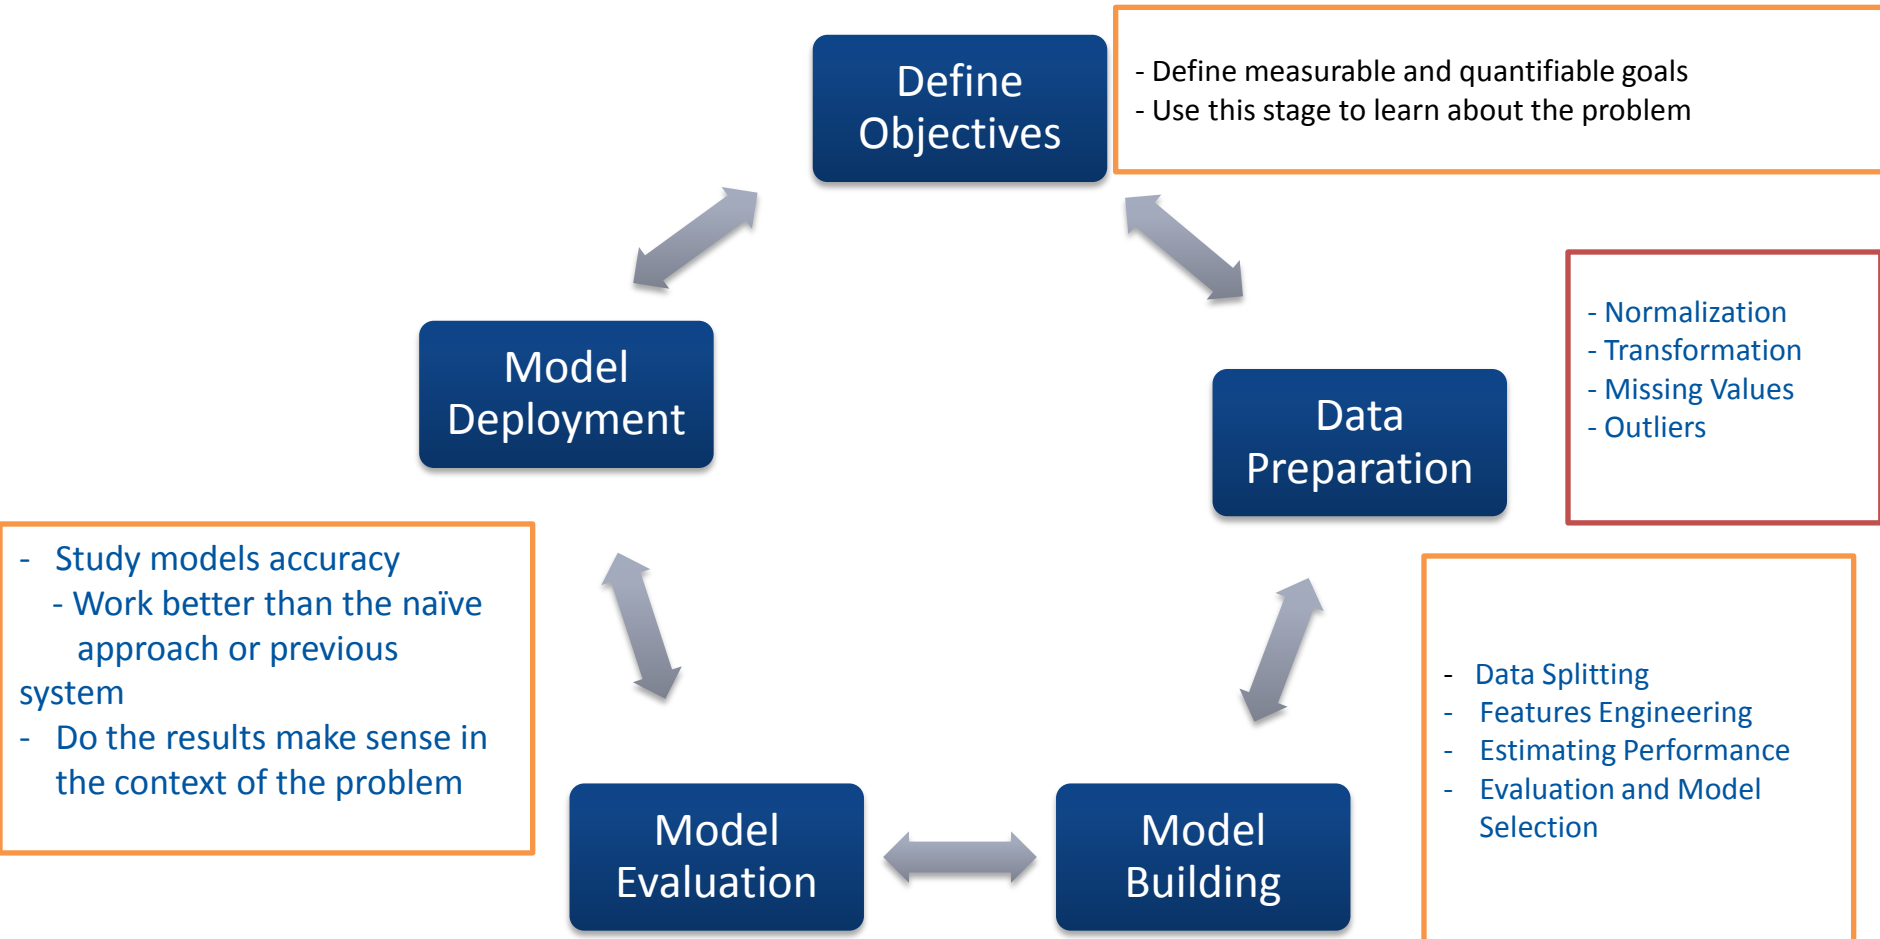 Define
Objectives
- Define measurable and quantifiable goals
- Use this stage to learn about the problem
Model
Deployment
Data
Preparation
- Normalization
- Transformation
- Missing Values
- Outliers
- Study models accuracy
- Work better than the naïve
approach or previous
system
- Do the results make sense in
the context of the problem
- Data Splitting
- Features Engineering
- Estimating Performance
- Evaluation and Model
Selection
Model
Evaluation
Model
Building